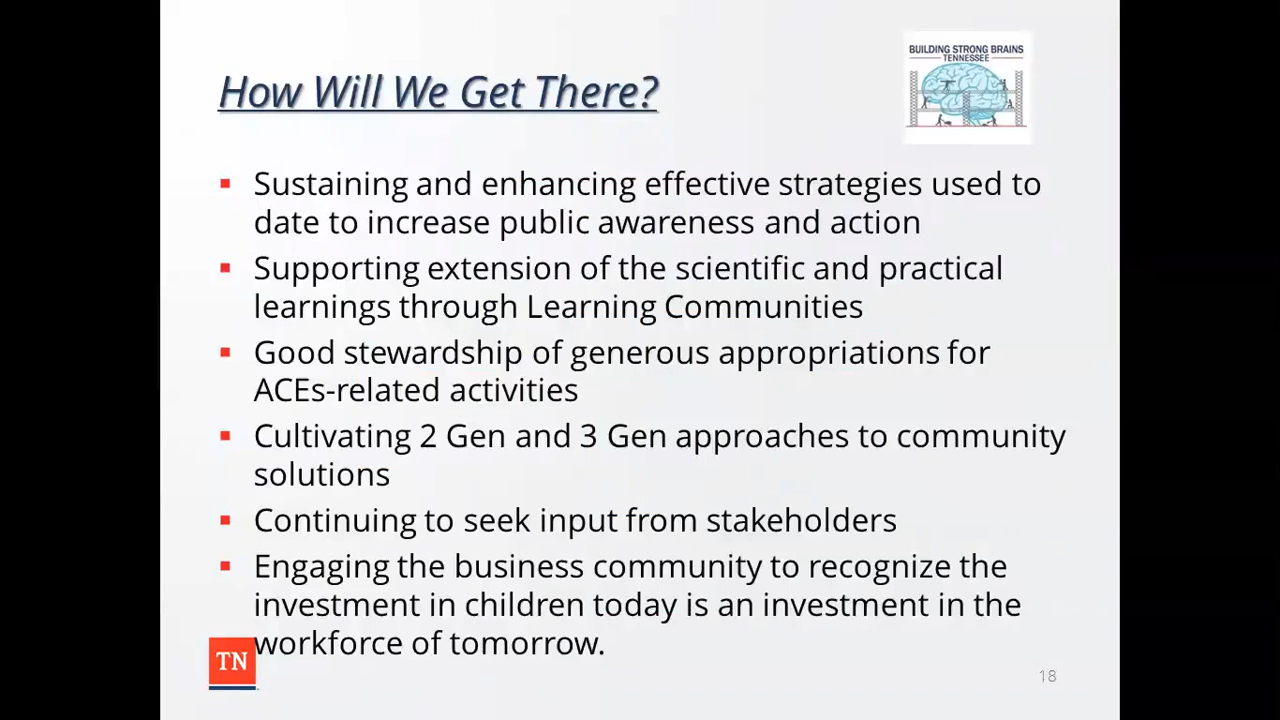 BUILDING STRONG BRAINS
TENNESSEE
How Will We Get There?
Sustaining and enhancing effective strategies used to
date to increase public awareness and action
Supporting extension of the scientific and practical
learnings through Learning Communities
Good stewardship of generous appropriations for
ACEs-related activities
Cultivating 2 Gen and 3 Gen approaches to community
solutions
Continuing to seek input from stakeholders
Engaging the business community to recognize the
investment in children today is an investment in the
workforce of tomorrow.
TN
18